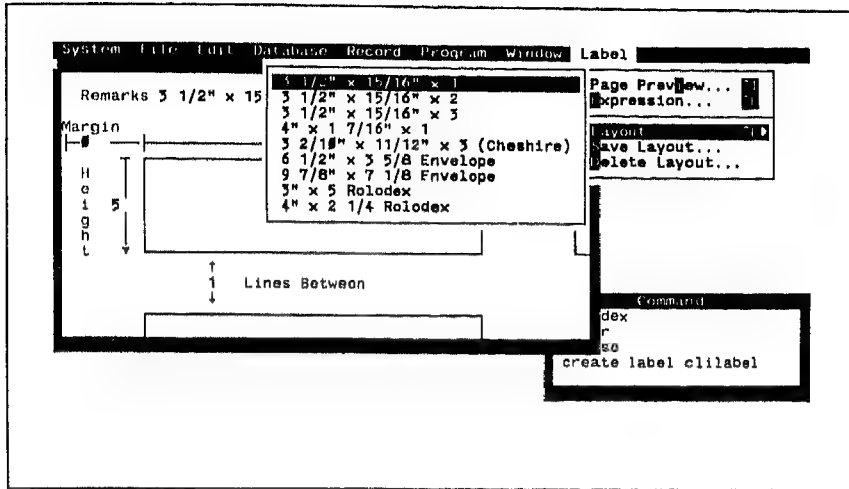 System File Edit Database Record Program Window Label
Remarks 3 1/2" x 15
3 1/2" x 15/16" x 1
3 1/2" x 15/16" x 2
3 1/2" x 15/16" x 3
4" x 1 7/16" x 1
3 2/10" x 11/12" x 3 (Cheshire)
6 1/2" x 3 5/8 Envelope
9 7/8" x 7 1/8 Envelope
3" x 5 Rolodex
4" x 2 1/4 Rolodex
Page Preview...
Expression...
Layout
Save Layout...
Delete Layout...
Margin
0
Height
5
1 Lines Between
Command
dex
r
create label clilabel